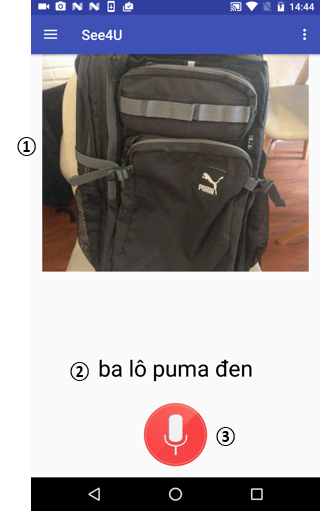 14:44
See4U
①
PUMA
② ba lô puma đen
③